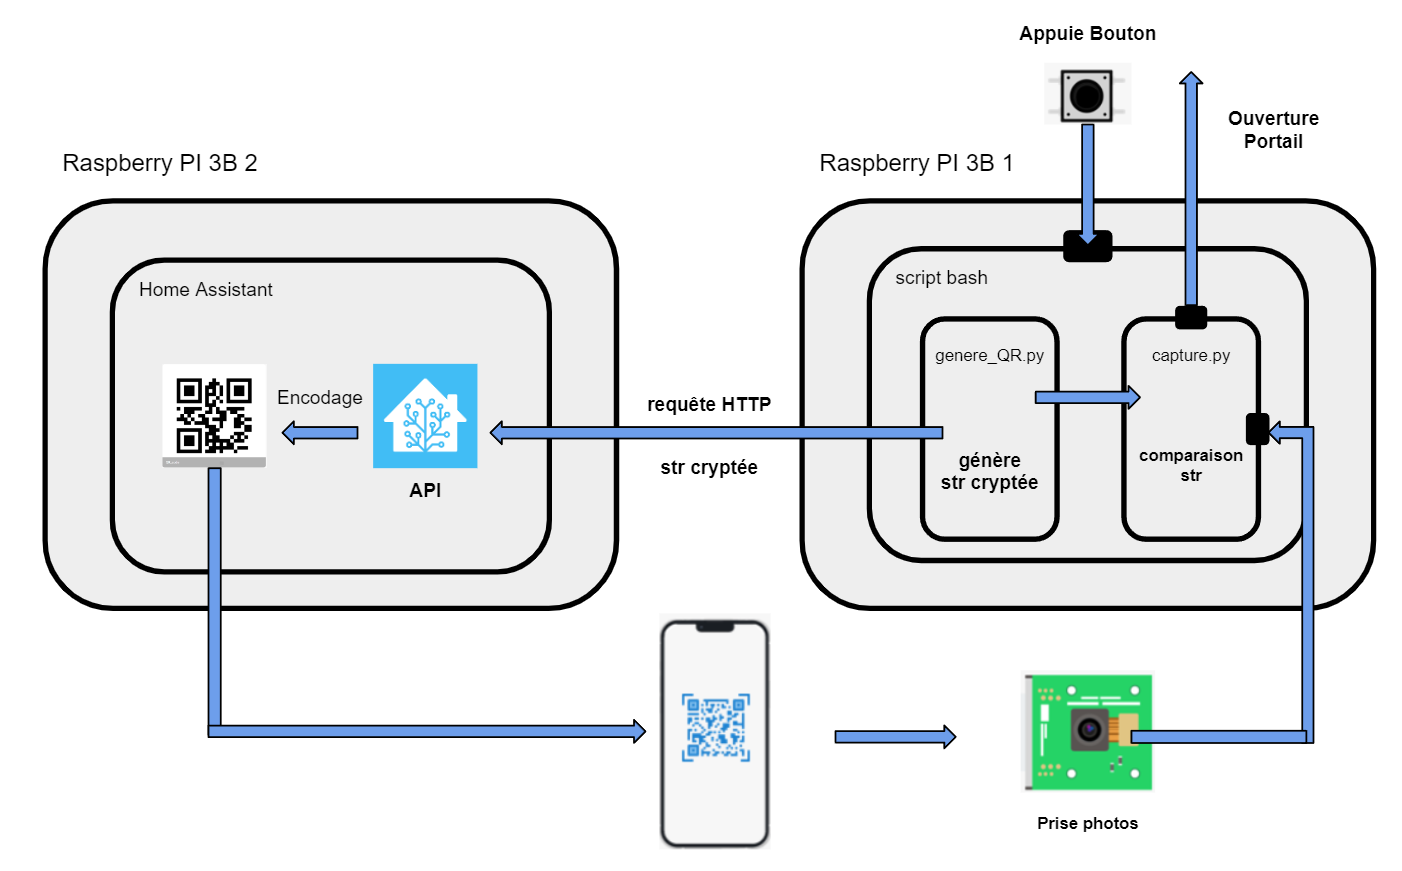 Appuie Bouton
Ouverture
Portail
Raspberry PI 3B 2
Raspberry PI 3B 1
Home Assistant
script bash
genere_QR.py
capture.py
Encodage
requête HTTP
str cryptée
API
génère
str cryptée
comparaison
str
Prise photos